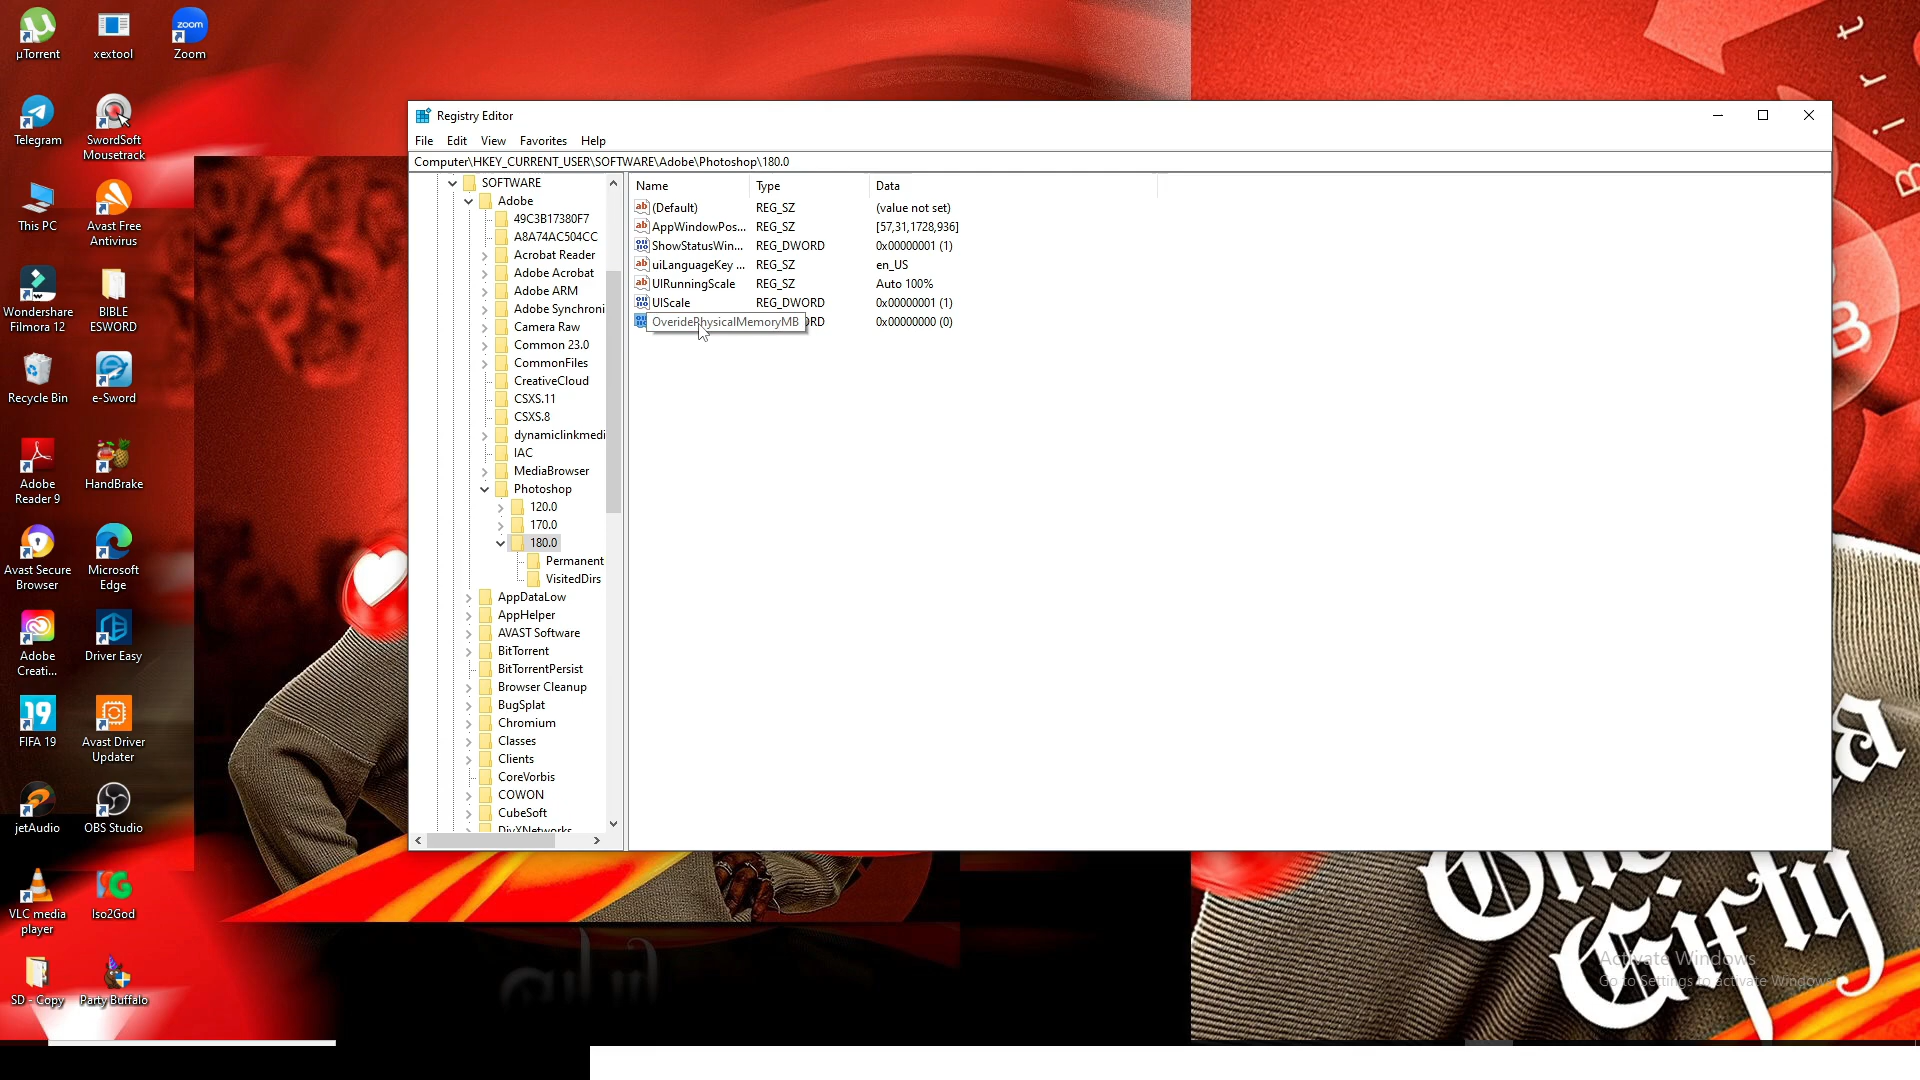 µTorrent
xextool
Zoom
zoom
Telegram
SwordSoft
Mousetrack
This PC
Avast Free
Antivirus
Wondershare
Filmora 12
BIBLE
ESWORD
Recycle Bin
e-Sword
Adobe
Reader 9
HandBrake
Avast Secure
Browser
Microsoft
Edge
Adobe
Creati...
Driver Easy
19
FIFA 19
Avast Driver
Updater
jetAudio
OBS Studio
VLC media
player
Iso2God
SD - Copy
Party Buffalo
Registry Editor
File Edit View Favorites Help
Computer\HKEY_CURRENT_USER\SOFTWARE\Adobe\Photoshop\180.0
SOFTWARE
Adobe
49C3B17380F7
A8A74AC504CC
Acrobat Reader
Adobe Acrobat
Adobe ARM
Adobe Synchroni
Camera Raw
Common 23.0
CommonFiles
CreativeCloud
CSXS.11
CSXS.8
dynamiclinkmedi
IAC
MediaBrowser
Photoshop
120.0
170.0
180.0
Permanent
VisitedDirs
AppDataLow
AppHelper
AVAST Software
BitTorrent
BitTorrentPersist
Browser Cleanup
BugSplat
Chromium
Classes
Clients
CoreVorbis
COWON
CubeSoft
DivXNetworks
Name Type Data
(Default) REG_SZ (value not set)
AppWindowPos... REG_SZ [57,31,1728,936]
ShowStatusWin... REG_DWORD 0x00000001 (1)
uiLanguageKey ... REG_SZ en_US
UIRunningScale REG_SZ Auto 100%
UIScale REG_DWORD 0x00000001 (1)
OveridePhysicalMemoryMB RD 0x00000000 (0)
Gifty
Activate Windows
Go to Settings to activate Windows.